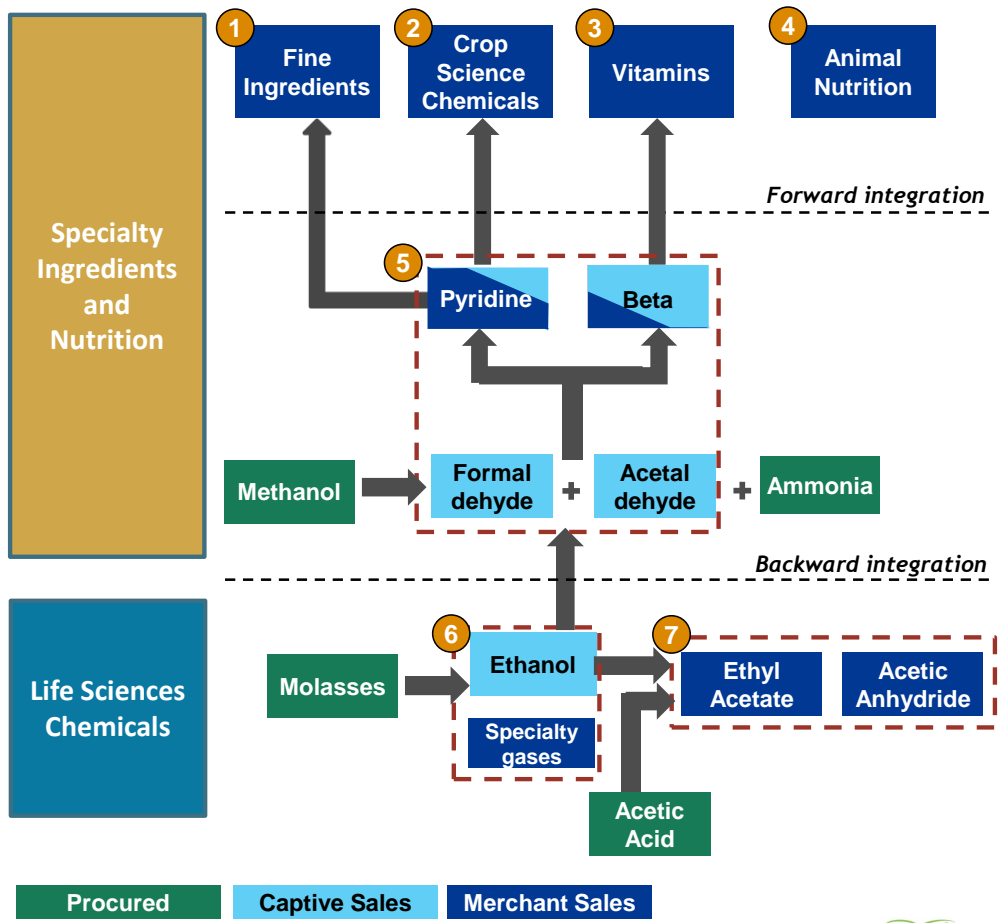 1
Fine
Ingredients
2
Crop
Science
Chemicals
3
Vitamins
4
Animal
Nutrition
Forward integration
Specialty
Ingredients
and
Nutrition
5
Pyridine
Beta
Methanol
Formal
dehyde
+
Acetal
dehyde
+
Ammonia
Backward integration
Life Sciences
Chemicals
6
Ethanol
Molasses
Specialty
gases
7
Ethyl
Acetate
Acetic
Anhydride
Acetic
Acid
Procured
Captive Sales
Merchant Sales